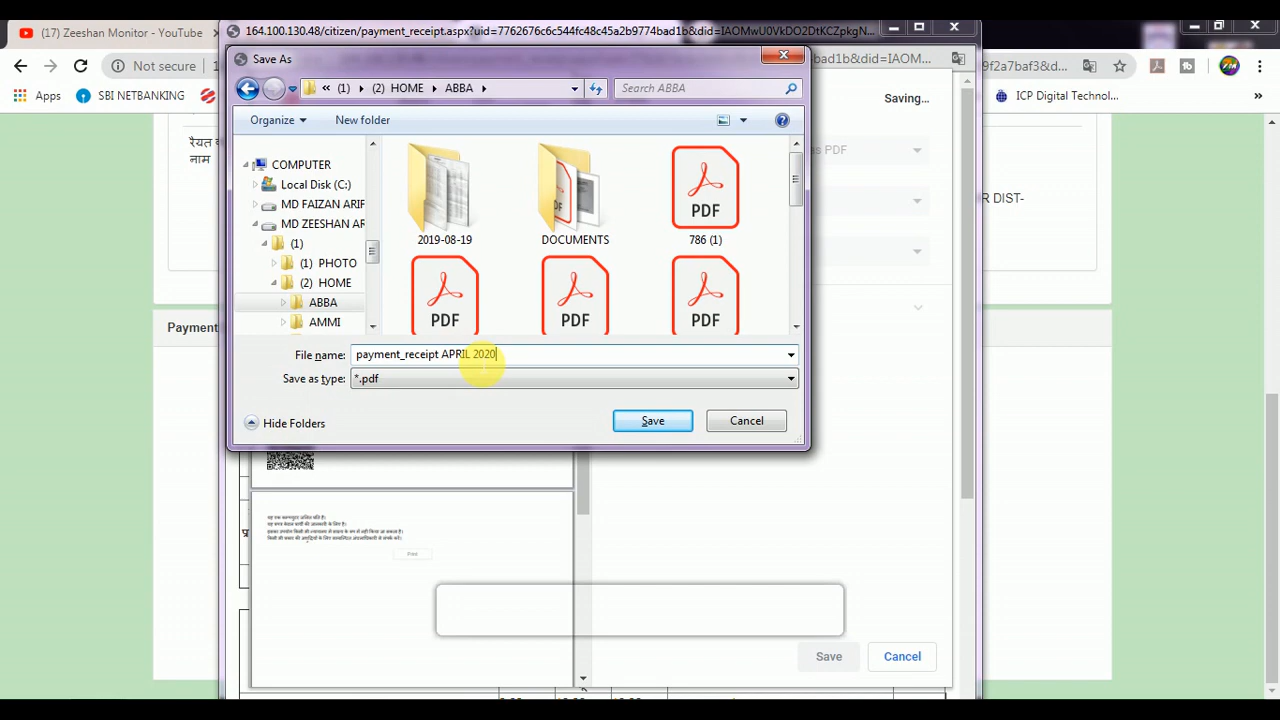 (17) Zeeshan Monitor - YouTube
164.100.130.48/citizen/payment_receipt.aspx?uid=7762676c6c544fc48c45a2b9774bad1b&did=IAOMwU0VkDO2DtKCZpkgN...
Not secure
bad1b&did=IAOM...
9f2a7baf3&d...
Apps
SBI NETBANKING
ICP Digital Technol...
»
Save As
« (1) (2) HOME ABBA
Search ABBA
Organize
New folder
Saving...
COMPUTER
Local Disk (C:)
MD FAIZAN ARIF
MD ZEESHAN AR
(1)
(1) PHOTO
(2) HOME
ABBA
AMMI
2019-08-19
DOCUMENTS
PDF
786 (1)
PDF
PDF
PDF
PDF
रैयत
नाम
s PDF
R DIST-
Payment
File name:
payment_receipt APRIL 2020
Save as type:
*.pdf
Hide Folders
Save
Cancel
Print
Save
Cancel